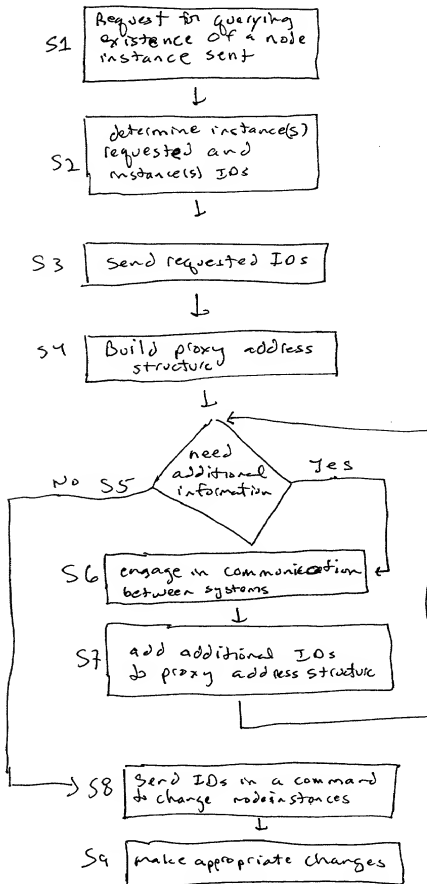 S1
Request for querying
existence of a node
instance sent
S2
determine instance(s)
requested and
instance(s) IDs
S3
Send requested IDs
S4
Build proxy address
structure
need
additional
information
No S5
Yes
S6
engage in communication
between systems
S7
add additional IDs
to proxy address structure
S8
Send IDs in a command
to change nodeinstances
S9
make appropriate changes